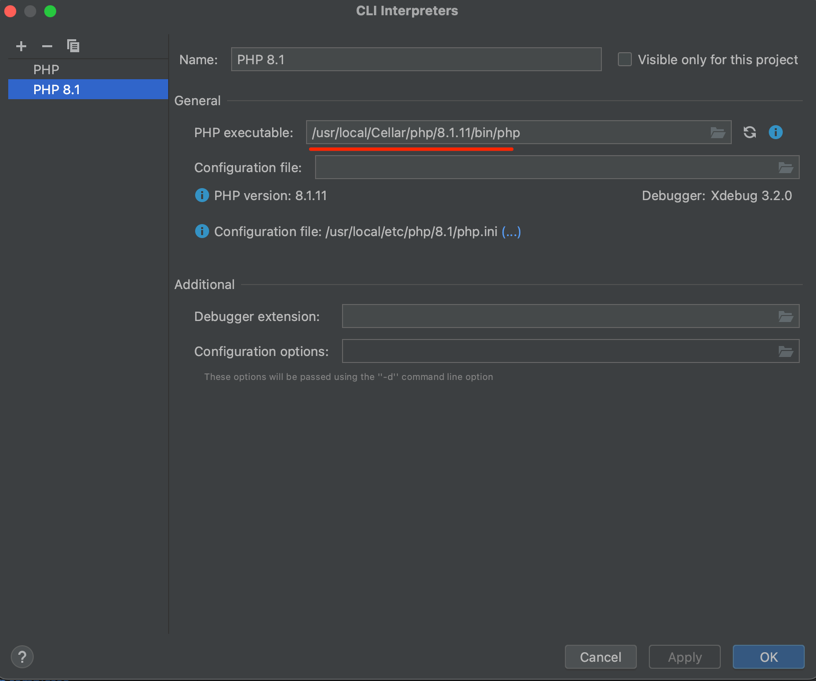 CLI Interpreters
PHP
PHP 8.1
Name: PHP 8.1 Visible only for this project
General
PHP executable: /usr/local/Cellar/php/8.1.11/bin/php
Configuration file:
PHP version: 8.1.11 Debugger: Xdebug 3.2.0
Configuration file: /usr/local/etc/php/8.1/php.ini (...)
Additional
Debugger extension:
Configuration options:
These options will be passed using the "-d" command line option
? Cancel Apply OK